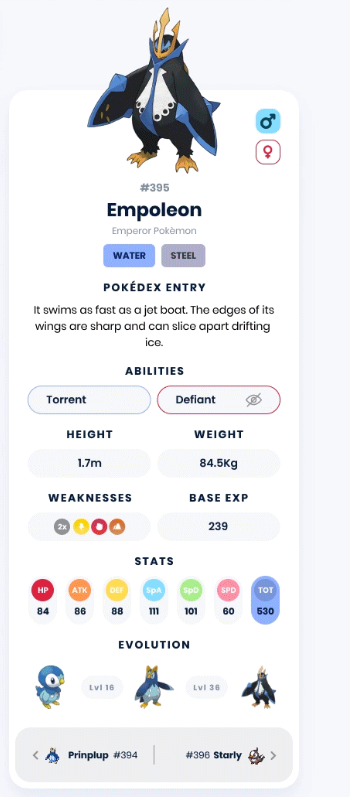 #395
Empoleon
Emperor Pokèmon
WATER STEEL
POKÉDEX ENTRY
It swims as fast as a jet boat. The edges of its
wings are sharp and can slice apart drifting
ice.
ABILITIES
Torrent Defiant
HEIGHT WEIGHT
1.7m 84.5Kg
WEAKNESSES BASE EXP
2x 239
STATS
HP ATK DEF SpA SpD SPD TOT
84 86 88 111 101 60 530
EVOLUTION
Lvl 16 Lvl 36
Prinplup #394 #396 Starly